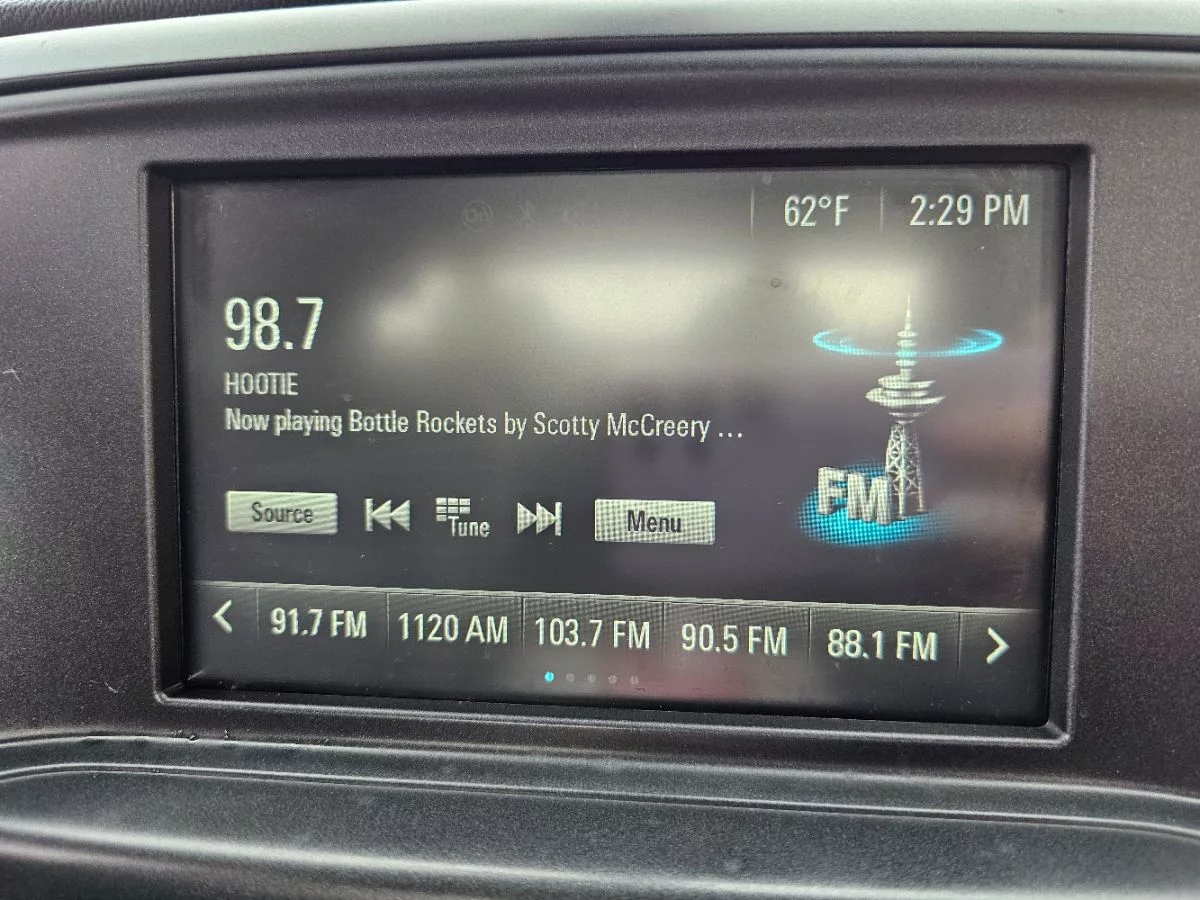 62°F 2:29 PM
98.7
HOOTIE
Now playing Bottle Rockets by Scotty McCreery ...
Source Tune Menu
FM
91.7 FM 1120 AM 103.7 FM 90.5 FM 88.1 FM